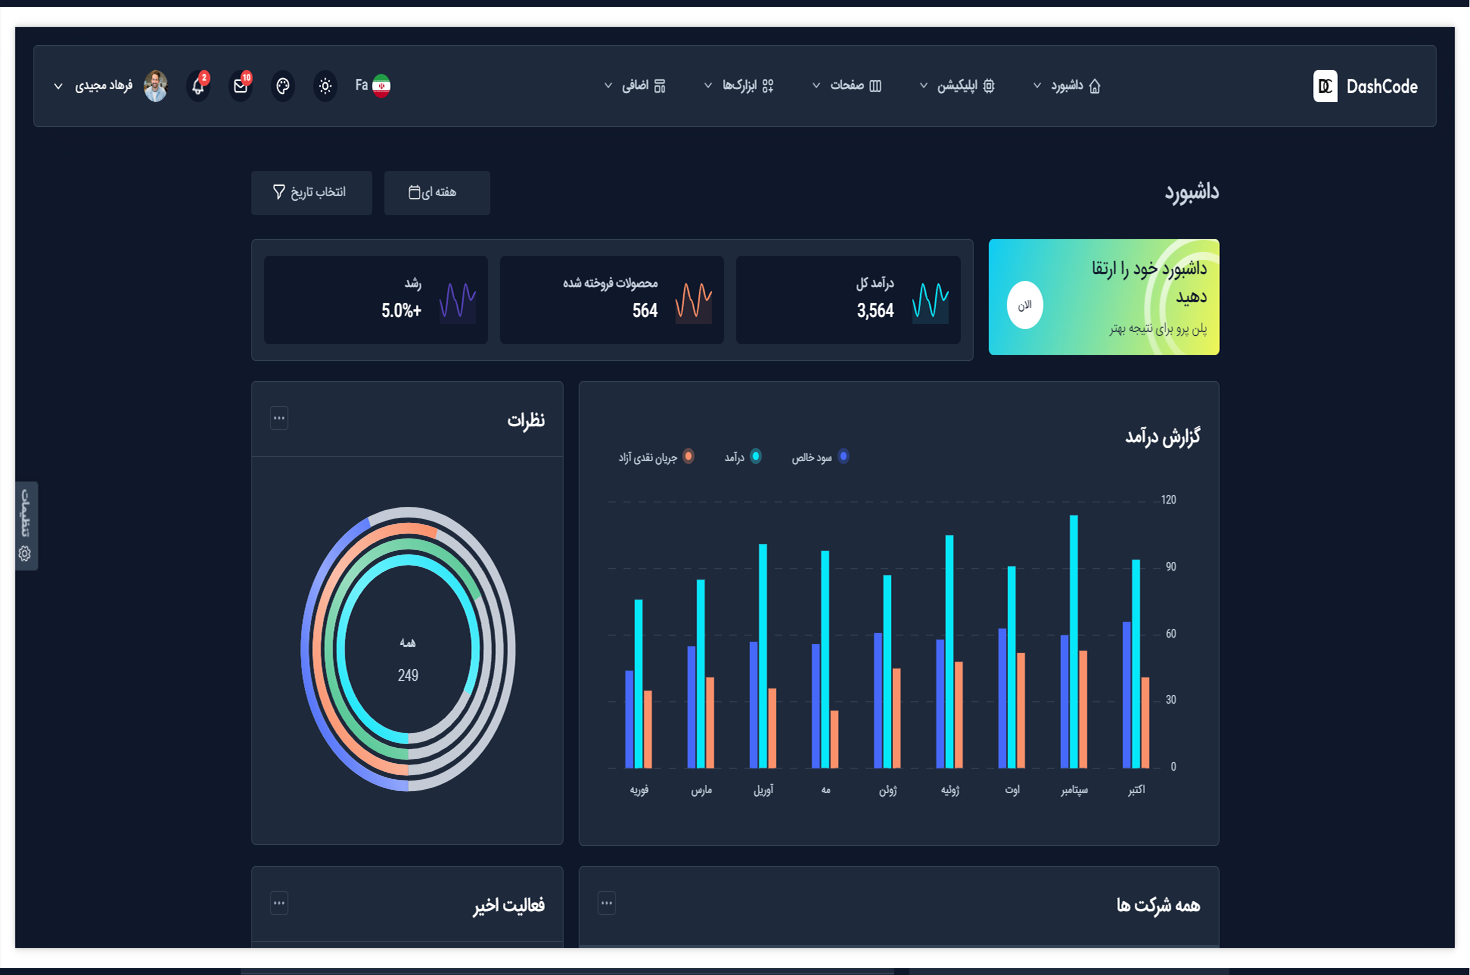 DashCode
داشبورد
اپلیکیشن
صفحات
ابزارک‌ها
اضافی
Fa
10
2
فرهاد مجیدی
داشبورد
هفته ای
انتخاب تاریخ
داشبورد خود را ارتقا
دهید
پلن پرو برای نتیجه بهتر
الان
درآمد کل
3,564
محصولات فروخته شده
564
رشد
5.0%+
گزارش درآمد
سود خالص
درآمد
جریان نقدی آزاد
120
90
60
30
0
اکتبر
سپتامبر
اوت
ژوئیه
ژوئن
مه
آوریل
مارس
فوریه
نظرات
همه
249
تنظیمات
همه شرکت ها
فعالیت اخیر